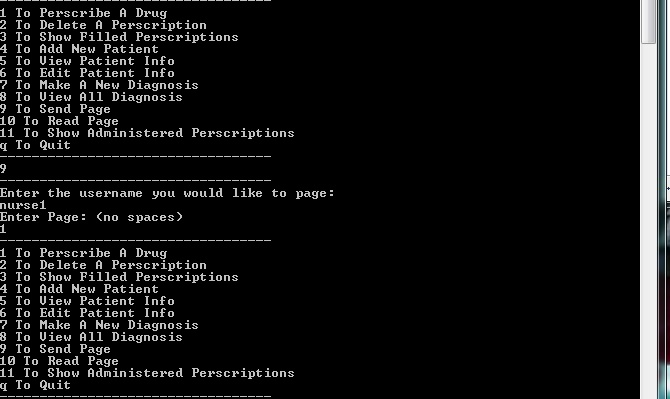 ----------------------------------
1 To Perscribe A Drug
2 To Delete A Perscription
3 To Show Filled Perscriptions
4 To Add New Patient
5 To View Patient Info
6 To Edit Patient Info
7 To Make A New Diagnosis
8 To View All Diagnosis
9 To Send Page
10 To Read Page
11 To Show Administered Perscriptions
q To Quit
----------------------------------
9
----------------------------------
Enter the username you would like to page:
nurse1
Enter Page: (no spaces)
1
----------------------------------
1 To Perscribe A Drug
2 To Delete A Perscription
3 To Show Filled Perscriptions
4 To Add New Patient
5 To View Patient Info
6 To Edit Patient Info
7 To Make A New Diagnosis
8 To View All Diagnosis
9 To Send Page
10 To Read Page
11 To Show Administered Perscriptions
q To Quit
----------------------------------